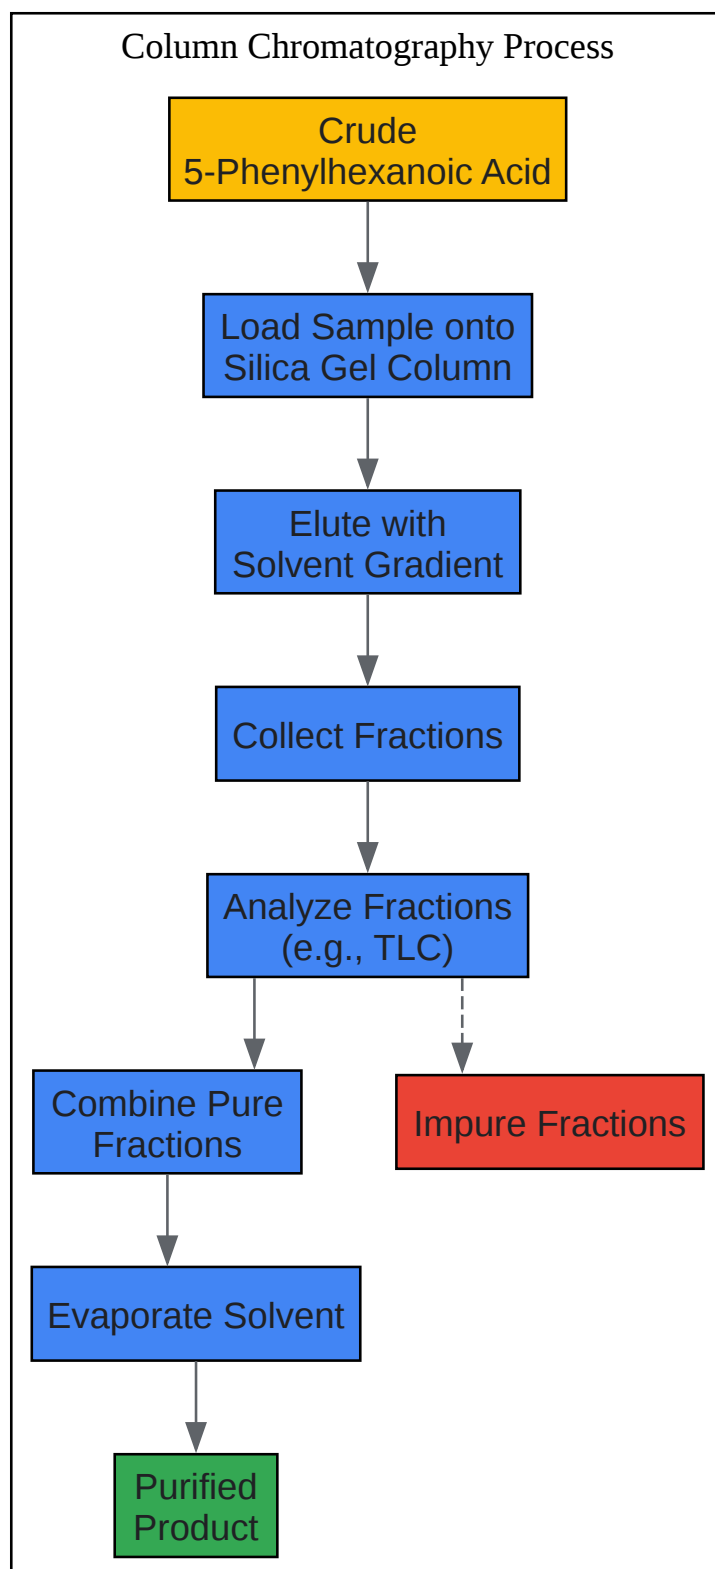 Column Chromatography Process
Crude
5-Phenylhexanoic Acid
Load Sample onto
Silica Gel Column
Elute with
Solvent Gradient
Collect Fractions
Analyze Fractions
(e.g., TLC)
Combine Pure
Fractions
Impure Fractions
Evaporate Solvent
Purified
Product